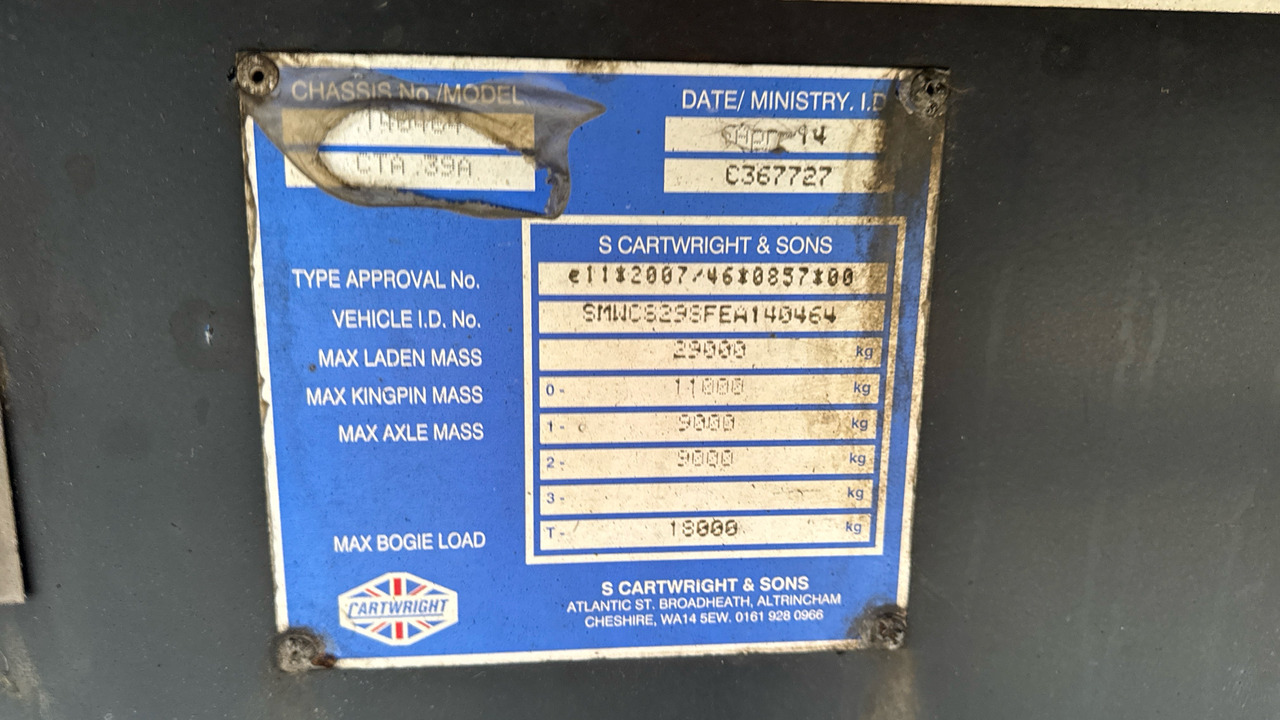 CHASSIS No./MODEL
140464
CTA 39A
DATE/ MINISTRY. I.D
C367727
S CARTWRIGHT & SONS
TYPE APPROVAL No. e11*2007/46*0857*00
VEHICLE I.D. No. SMWCS29SFEA140464
MAX LADEN MASS 29000 kg
MAX KINGPIN MASS 0- 11000 kg
MAX AXLE MASS 1- 9000 kg
2- 9000 kg
3- kg
MAX BOGIE LOAD T- 18000 kg
CARTWRIGHT
S CARTWRIGHT & SONS
ATLANTIC ST. BROADHEATH, ALTRINCHAM
CHESHIRE, WA14 5EW. 0161 928 0966